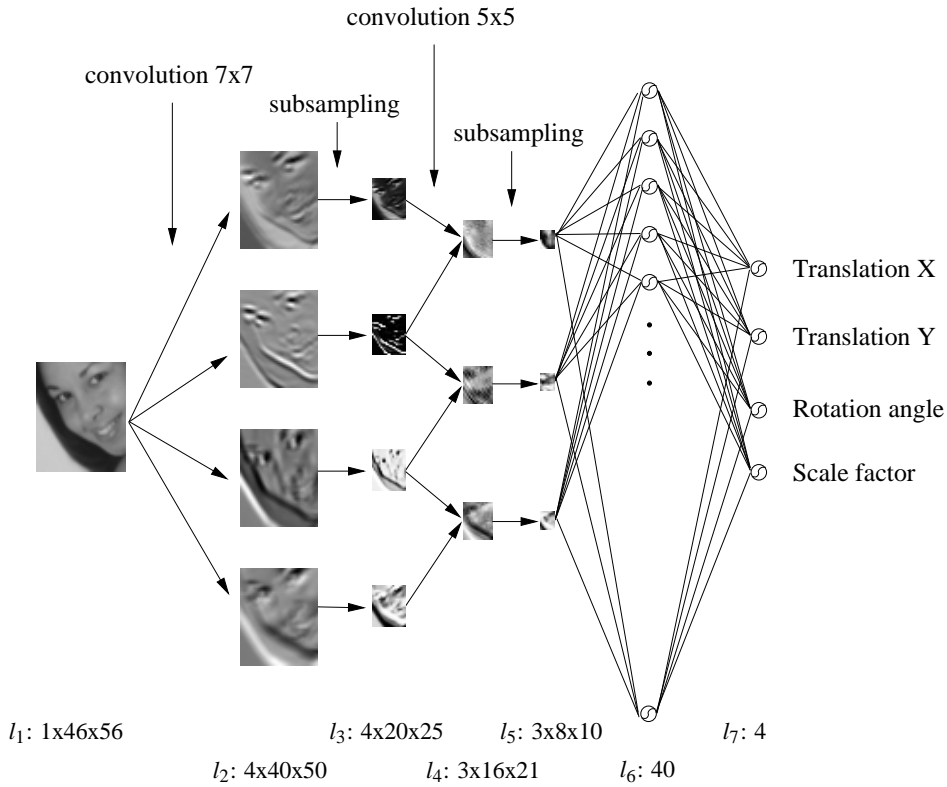 convolution 5x5
convolution 7x7
subsampling
subsampling
Translation X
Translation Y
Rotation angle
Scale factor
l₁: 1x46x56
l₃: 4x20x25
l₅: 3x8x10
l₇: 4
l₂: 4x40x50
l₄: 3x16x21
l₆: 40